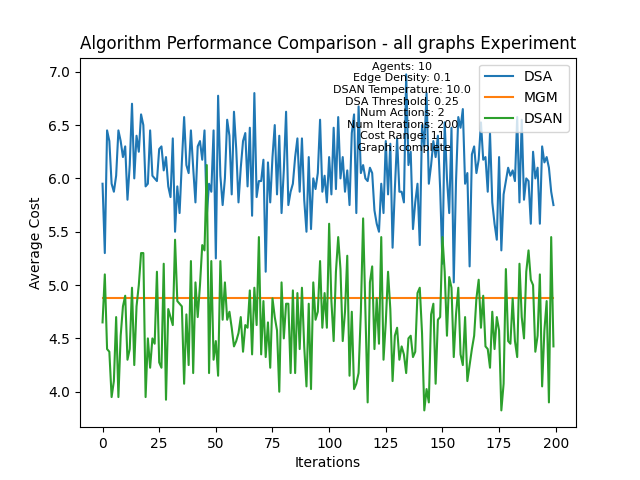 Algorithm Performance Comparison - all graphs Experiment
Agents: 10
Edge Density: 0.1
DSAN Temperature: 10.0
DSA Threshold: 0.25
Num Actions: 2
Num Iterations: 200
Cost Range: 11
Graph: complete
DSA
MGM
DSAN
Average Cost
7.0
6.5
6.0
5.5
5.0
4.5
4.0
0 25 50 75 100 125 150 175 200
Iterations